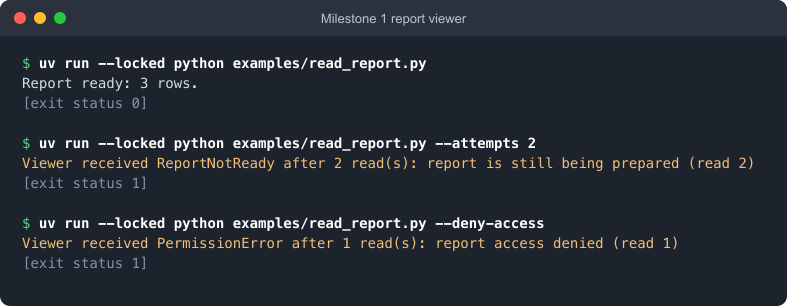 Milestone 1 report viewer
$ uv run --locked python examples/read_report.py
Report ready: 3 rows.
[exit status 0]
$ uv run --locked python examples/read_report.py --attempts 2
Viewer received ReportNotReady after 2 read(s): report is still being prepared (read 2)
[exit status 1]
$ uv run --locked python examples/read_report.py --deny-access
Viewer received PermissionError after 1 read(s): report access denied (read 1)
[exit status 1]